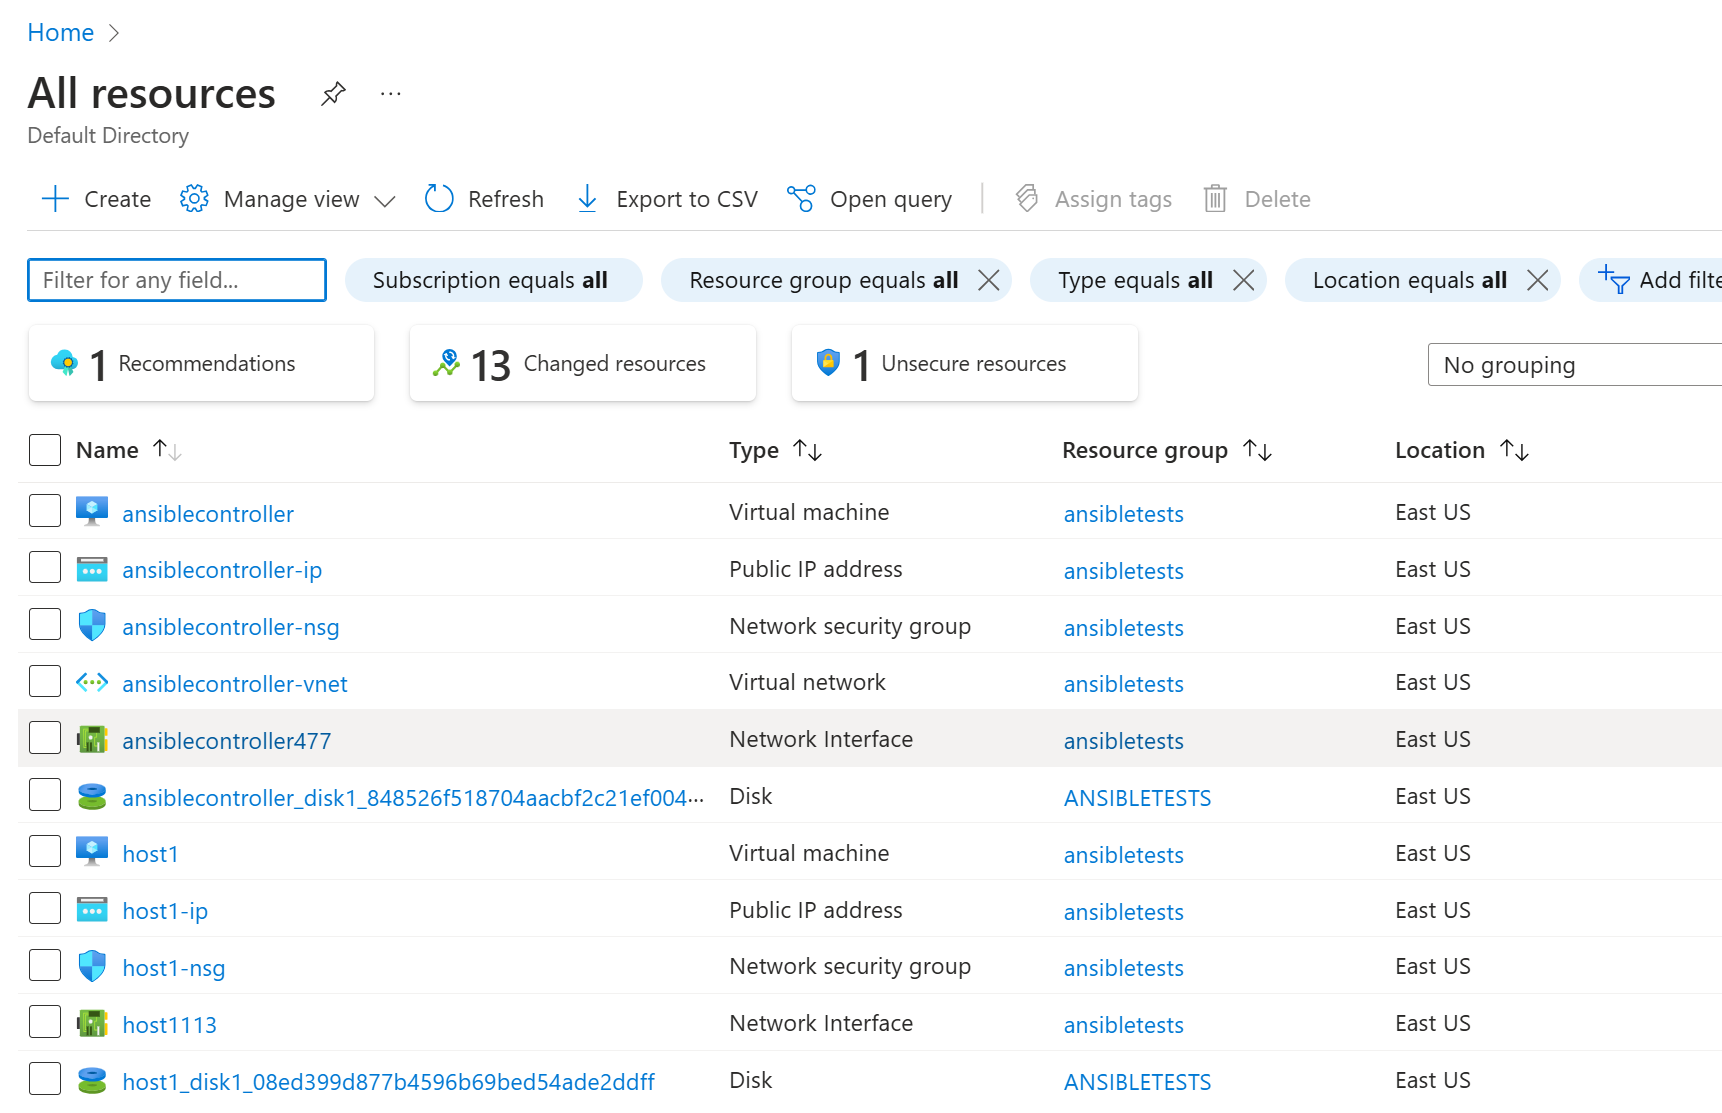 Home
All resources
Default Directory
Create Manage view Refresh Export to CSV Open query Assign tags Delete
Filter for any field... Subscription equals all Resource group equals all Type equals all Location equals all Add filte
1 Recommendations 13 Changed resources 1 Unsecure resources No grouping
Name Type Resource group Location
ansiblecontroller Virtual machine ansibletests East US
ansiblecontroller-ip Public IP address ansibletests East US
ansiblecontroller-nsg Network security group ansibletests East US
ansiblecontroller-vnet Virtual network ansibletests East US
ansiblecontroller477 Network Interface ansibletests East US
ansiblecontroller_disk1_848526f518704aacbf2c21ef004... Disk ANSIBLETESTS East US
host1 Virtual machine ansibletests East US
host1-ip Public IP address ansibletests East US
host1-nsg Network security group ansibletests East US
host1113 Network Interface ansibletests East US
host1_disk1_08ed399d877b4596b69bed54ade2ddff Disk ANSIBLETESTS East US